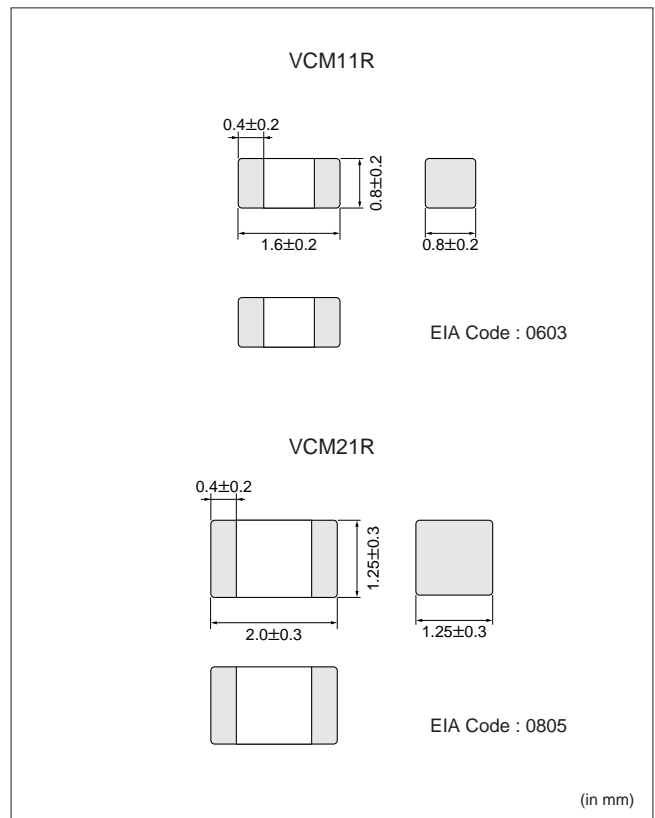 VCM11R
0.4±0.2
0.8±0.2
1.6±0.2
0.8±0.2
EIA Code : 0603
VCM21R
0.4±0.2
1.25±0.3
2.0±0.3
1.25±0.3
EIA Code : 0805
(in mm)